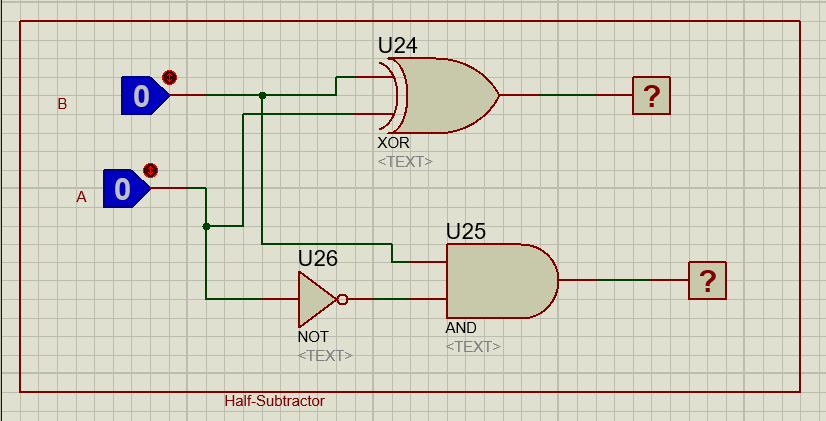 U24
B
0
?
XOR
<TEXT>
A
0
U25
U26
?
NOT
AND
<TEXT>
<TEXT>
Half-Subtractor